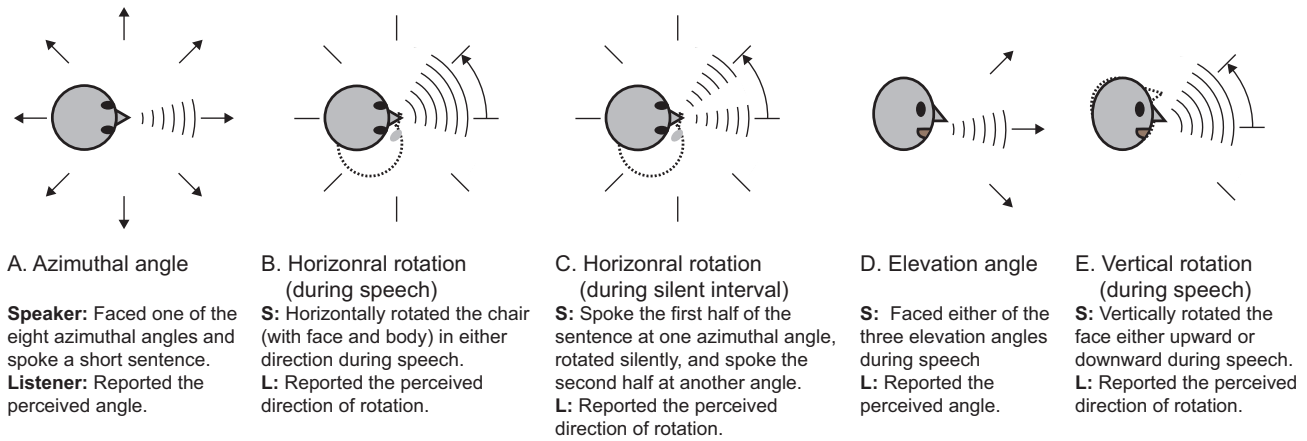 A. Azimuthal angle
Speaker: Faced one of the
eight azimuthal angles and
spoke a short sentence.
Listener: Reported the
perceived angle.
B. Horizonral rotation
(during speech)
S: Horizontally rotated the chair
(with face and body) in either
direction during speech.
L: Reported the perceived
direction of rotation.
C. Horizonral rotation
(during silent interval)
S: Spoke the first half of the
sentence at one azimuthal angle,
rotated silently, and spoke the
second half at another angle.
L: Reported the perceived
direction of rotation.
D. Elevation angle
S: Faced either of the
three elevation angles
during speech
L: Reported the
perceived angle.
E. Vertical rotation
(during speech)
S: Vertically rotated the
face either upward or
downward during speech.
L: Reported the perceived
direction of rotation.